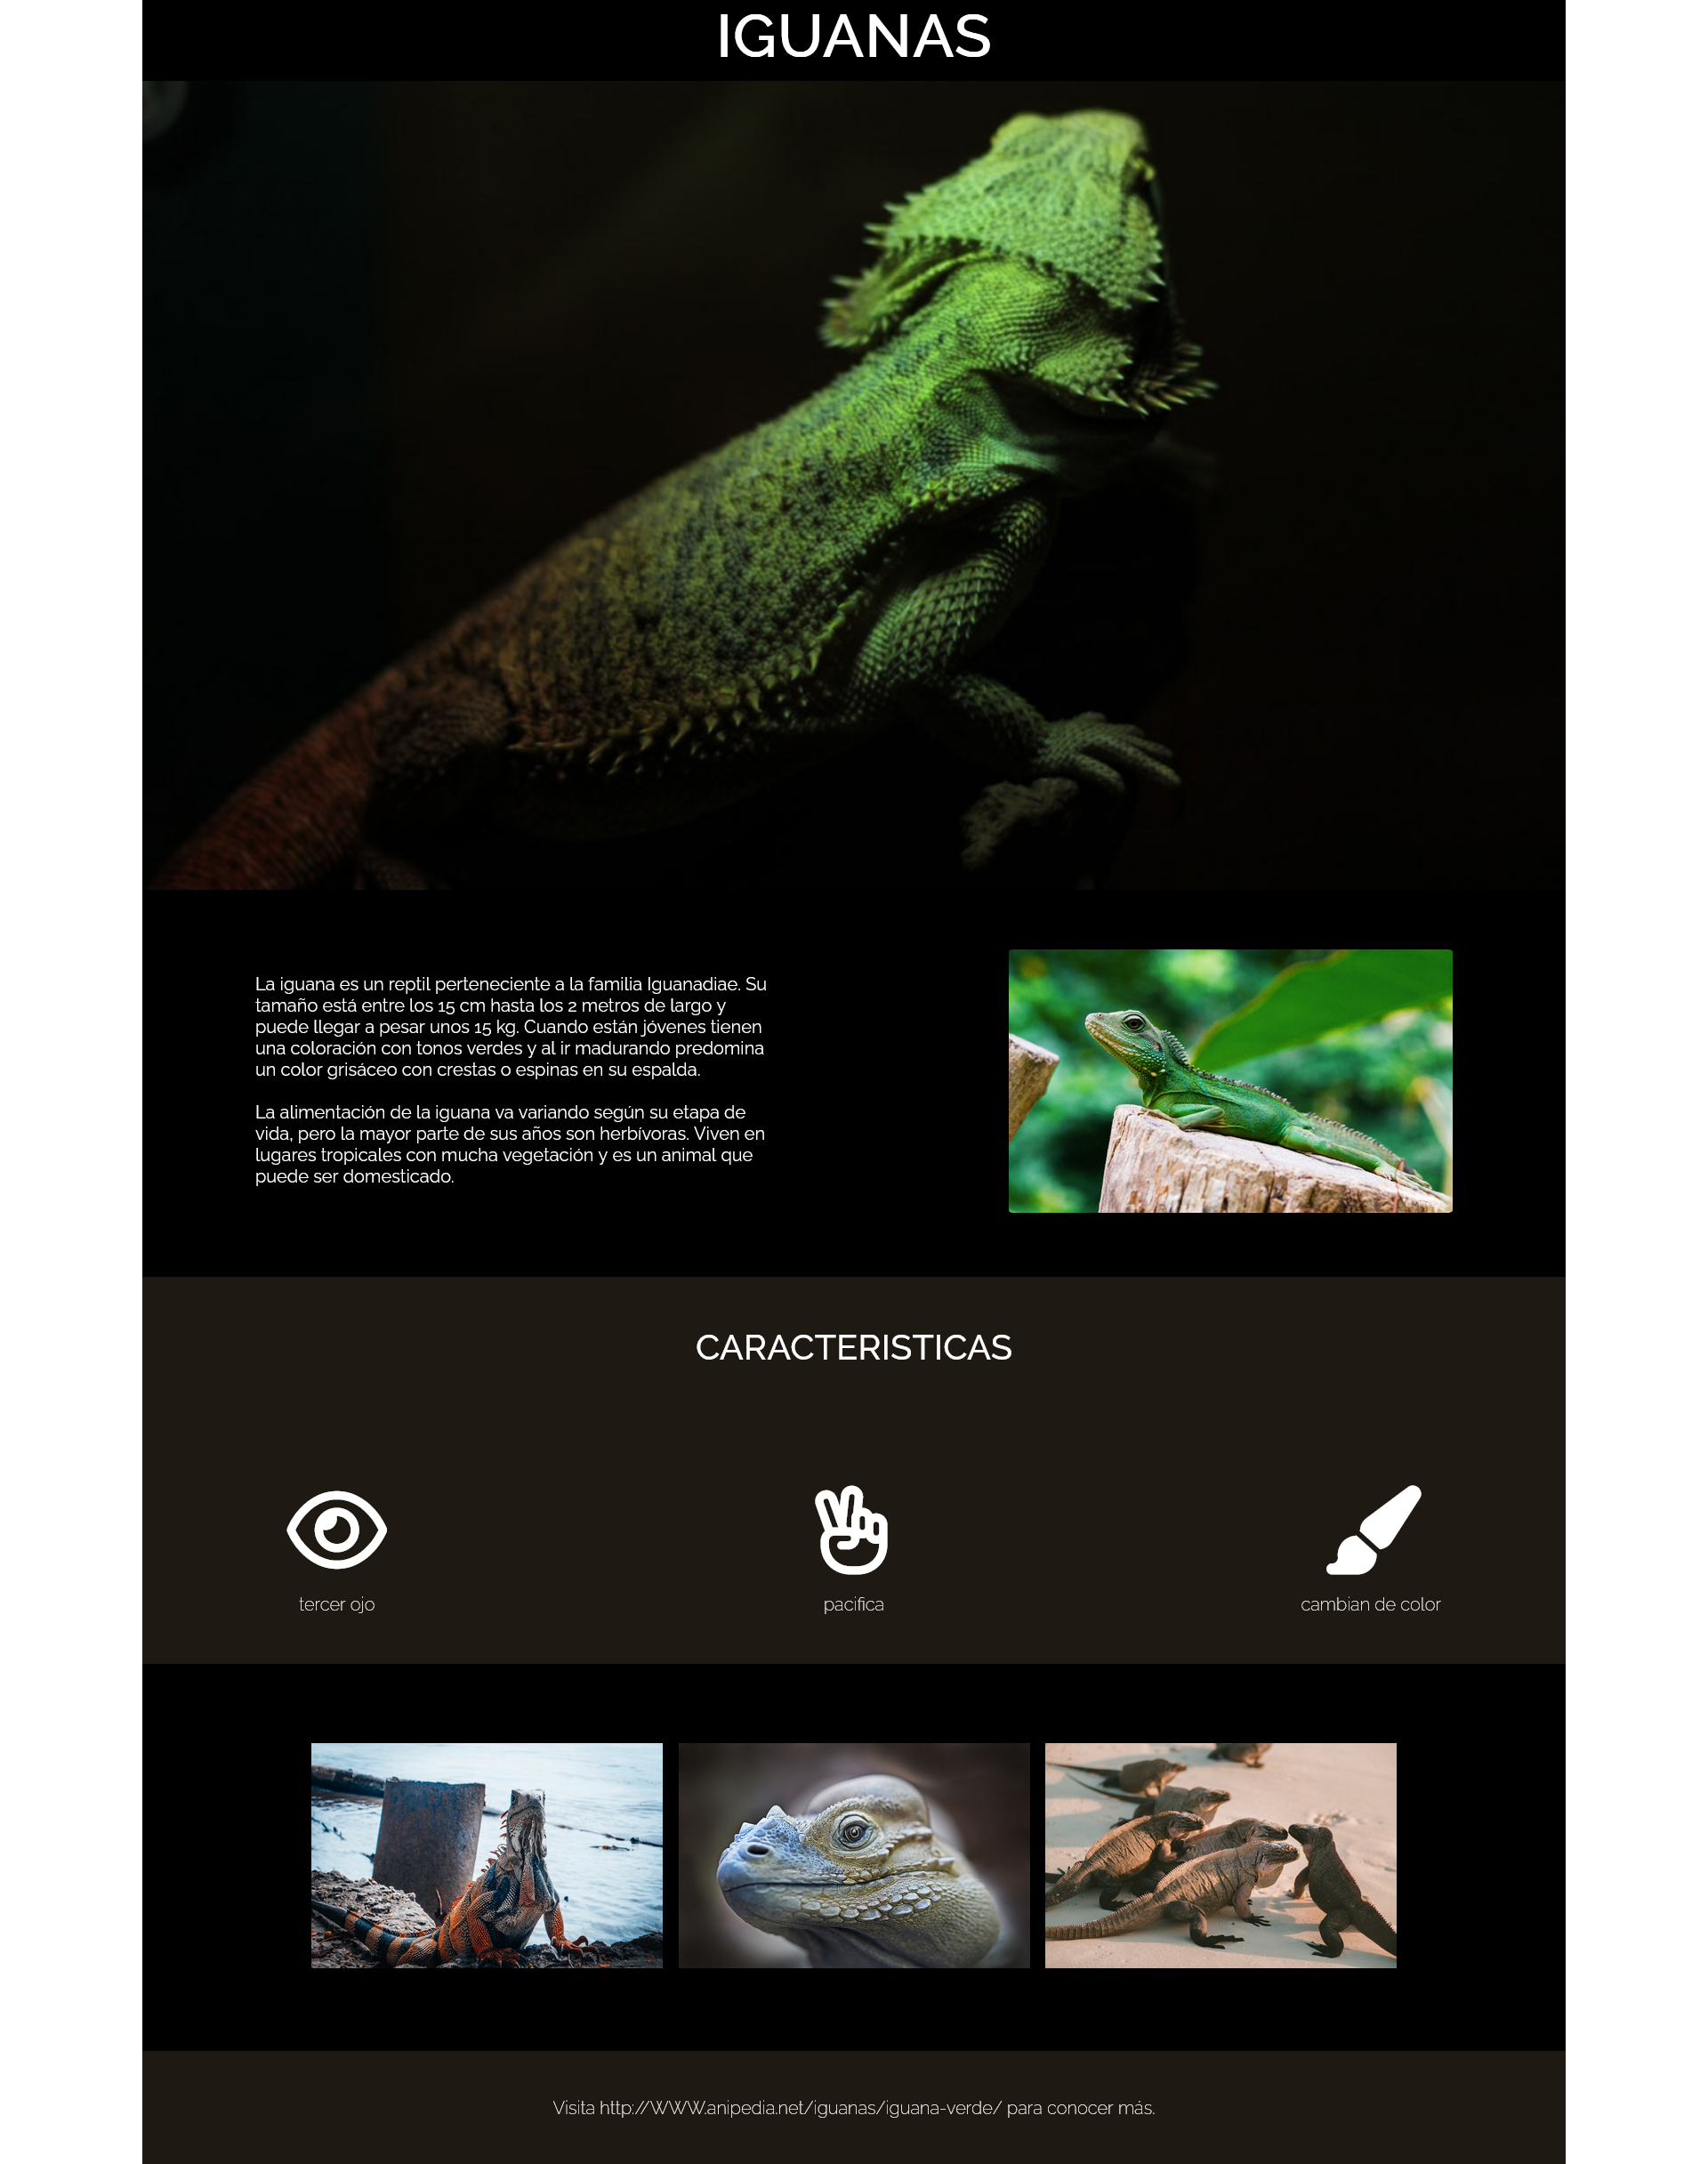 IGUANAS
La iguana es un reptil perteneciente a la familia Iguanadiae. Su
tamaño está entre los 15 cm hasta los 2 metros de largo y
puede llegar a pesar unos 15 kg. Cuando están jóvenes tienen
una coloración con tonos verdes y al ir madurando predomina
un color grisáceo con crestas o espinas en su espalda.
La alimentación de la iguana va variando según su etapa de
vida, pero la mayor parte de sus años son herbívoras. Viven en
lugares tropicales con mucha vegetación y es un animal que
puede ser domesticado.
CARACTERISTICAS
tercer ojo
pacifica
cambian de color
Visita http://WWW.anipedia.net/iguanas/iguana-verde/ para conocer más.